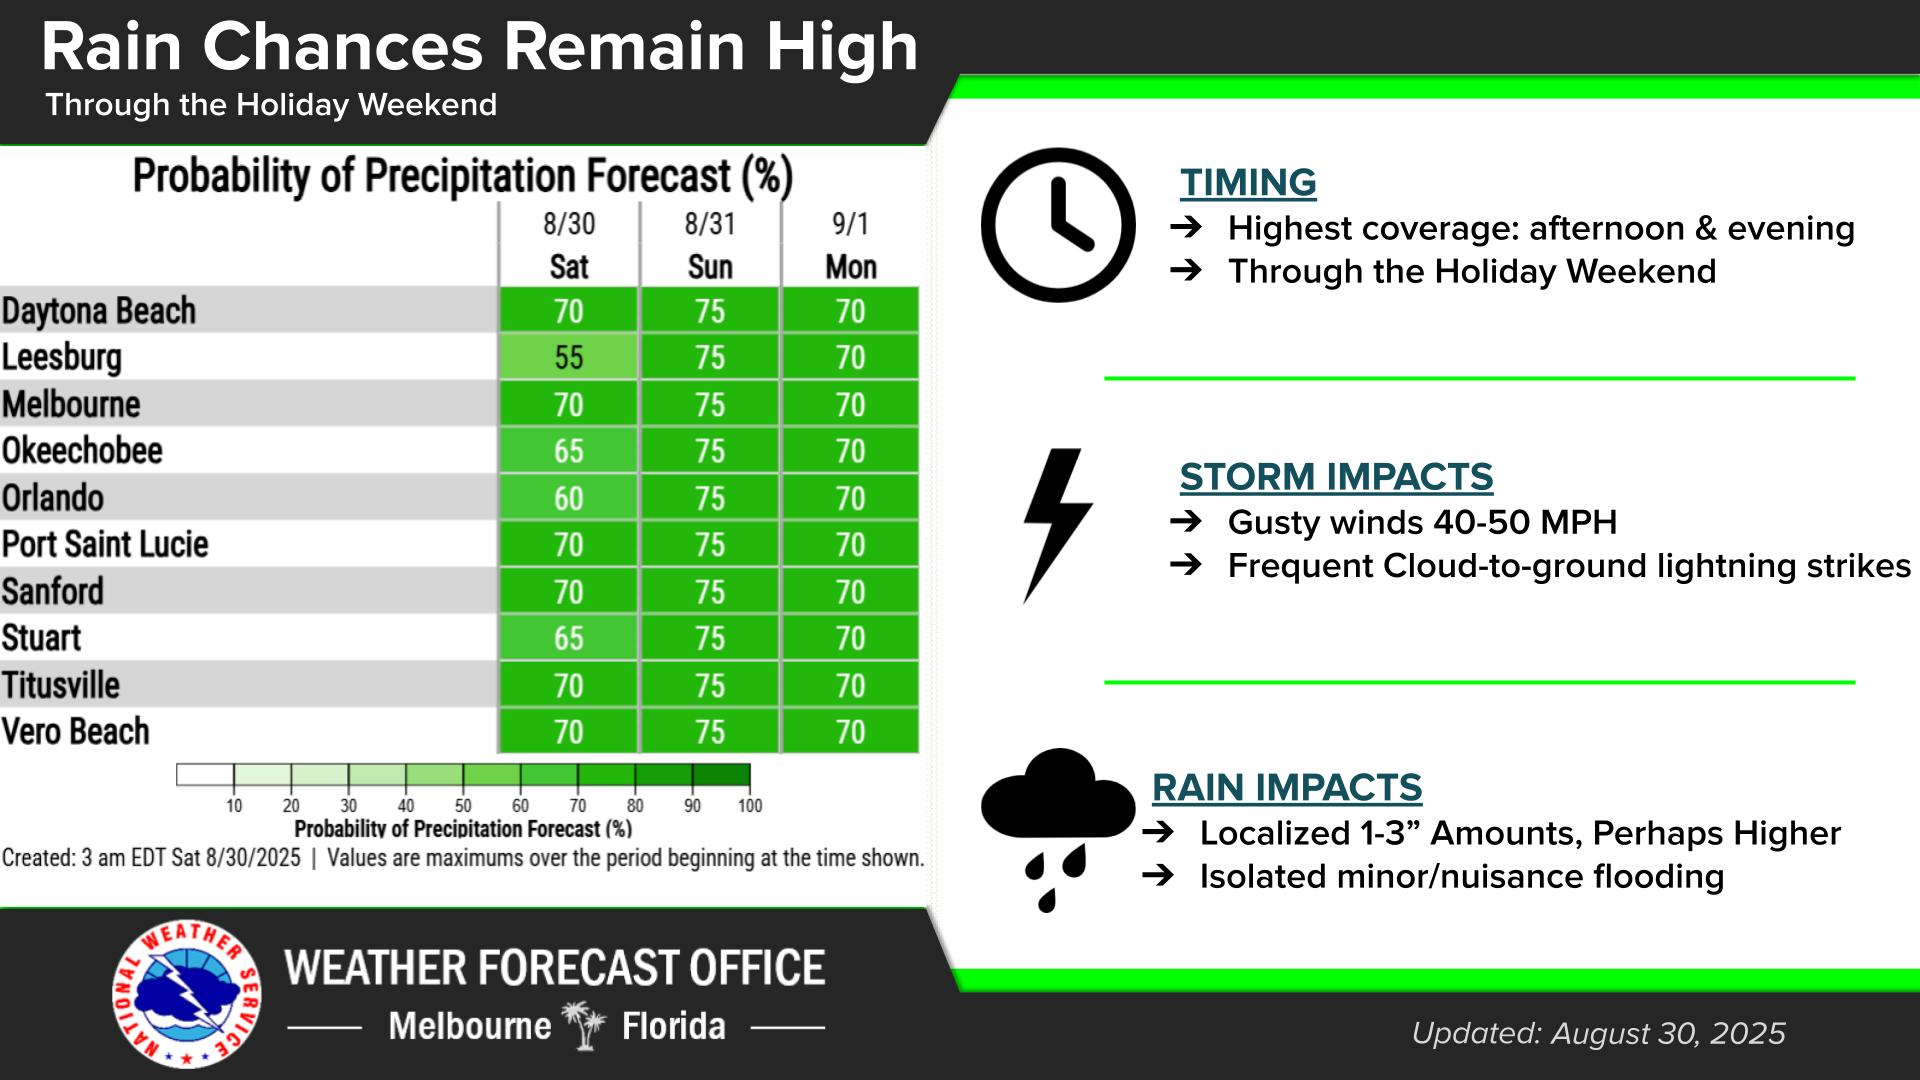 Rain Chances Remain High
Through the Holiday Weekend
Probability of Precipitation Forecast (%)
8/30 8/31 9/1
Sat Sun Mon
Daytona Beach 70 75 70
Leesburg 55 75 70
Melbourne 70 75 70
Okeechobee 65 75 70
Orlando 60 75 70
Port Saint Lucie 70 75 70
Sanford 70 75 70
Stuart 65 75 70
Titusville 70 75 70
Vero Beach 70 75 70
10 20 30 40 50 60 70 80 90 100
Probability of Precipitation Forecast (%)
Created: 3 am EDT Sat 8/30/2025 | Values are maximums over the period beginning at the time shown.
TIMING
➔ Highest coverage: afternoon & evening
➔ Through the Holiday Weekend
STORM IMPACTS
➔ Gusty winds 40-50 MPH
➔ Frequent Cloud-to-ground lightning strikes
RAIN IMPACTS
➔ Localized 1-3” Amounts, Perhaps Higher
➔ Isolated minor/nuisance flooding
NATIONAL WEATHER SERVICE
WEATHER FORECAST OFFICE
Melbourne Florida
Updated: August 30, 2025